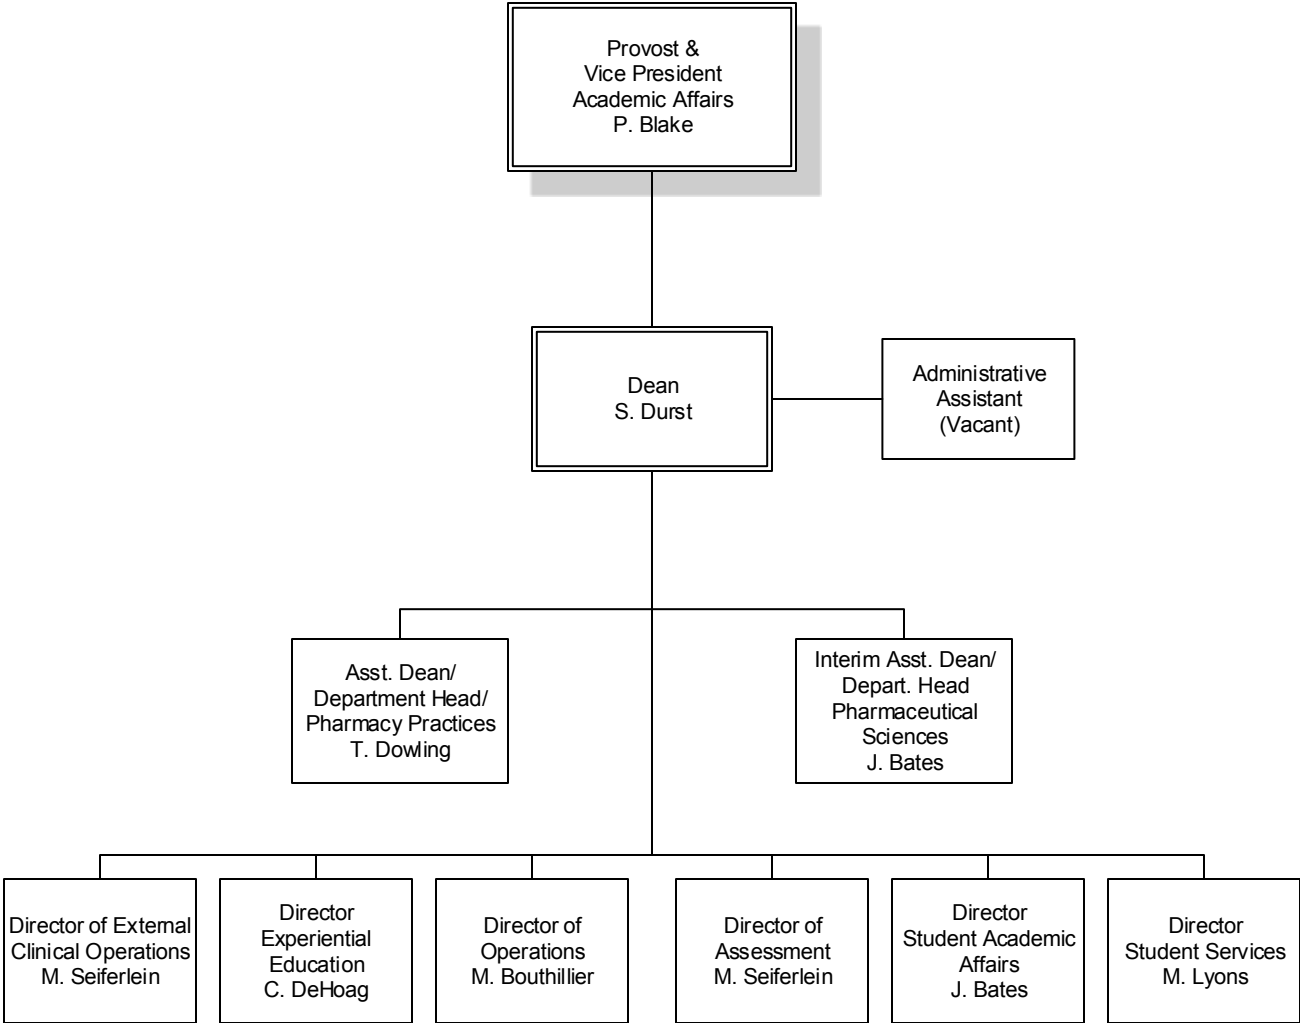 Provost &
Vice President
Academic Affairs
P. Blake
Dean
S. Durst
Administrative
Assistant
(Vacant)
Asst. Dean/
Department Head/
Pharmacy Practices
T. Dowling
Interim Asst. Dean/
Depart. Head
Pharmaceutical
Sciences
J. Bates
Director of External
Clinical Operations
M. Seiferlein
Director
Experiential
Education
C. DeHoag
Director of
Operations
M. Bouthillier
Director of
Assessment
M. Seiferlein
Director
Student Academic
Affairs
J. Bates
Director
Student Services
M. Lyons